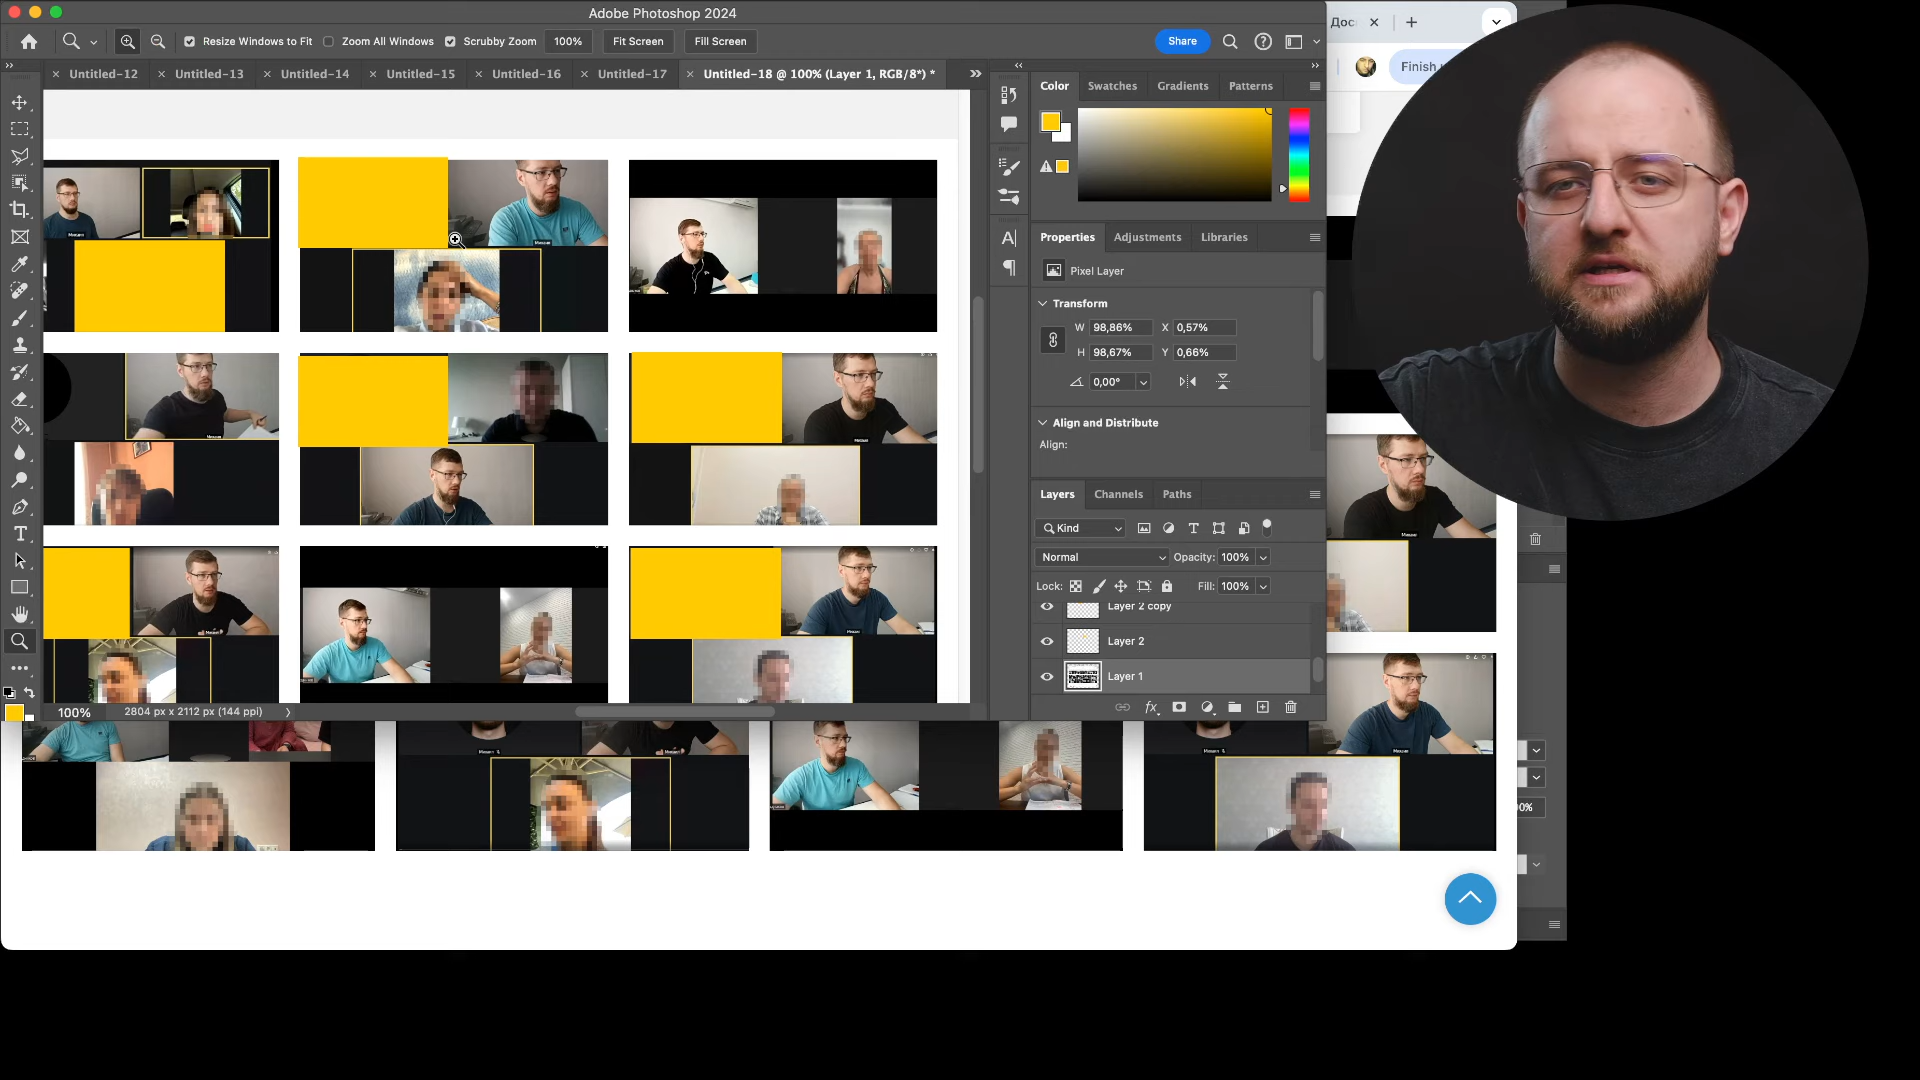 Adobe Photoshop 2024
Дос
Resize Windows to Fit
Zoom All Windows
Scrubby Zoom
100%
Fit Screen
Fill Screen
Share
Finish
Untitled-12
Untitled-13
Untitled-14
Untitled-15
Untitled-16
Untitled-17
Untitled-18 @ 100% (Layer 1, RGB/8*) *
Color
Swatches
Gradients
Patterns
Properties
Adjustments
Libraries
Pixel Layer
Transform
W 98,86%
X 0,57%
H 98,67%
Y 0,66%
0,00°
Align and Distribute
Align:
Layers
Channels
Paths
Kind
Normal
Opacity: 100%
Lock:
Fill: 100%
Layer 2 copy
Layer 2
Layer 1
100%
2804 px x 2112 px (144 ppi)
00%